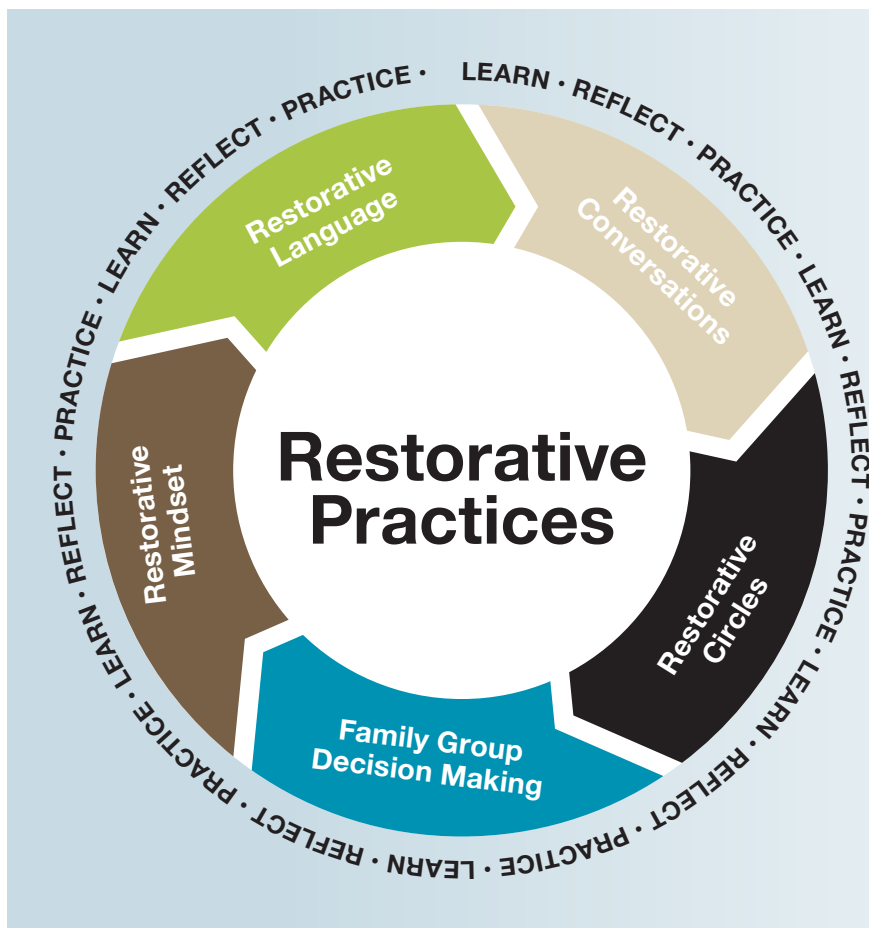 LEARN · REFLECT · PRACTICE · LEARN · REFLECT · PRACTICE · LEARN · REFLECT · PRACTICE · LEARN · REFLECT · PRACTICE · LEARN · REFLECT · PRACTICE · LEARN · REFLECT · PRACTICE ·
Restorative
Language
Restorative
Conversations
Restorative
Circles
Family Group
Decision Making
Restorative
Mindset
Restorative
Practices